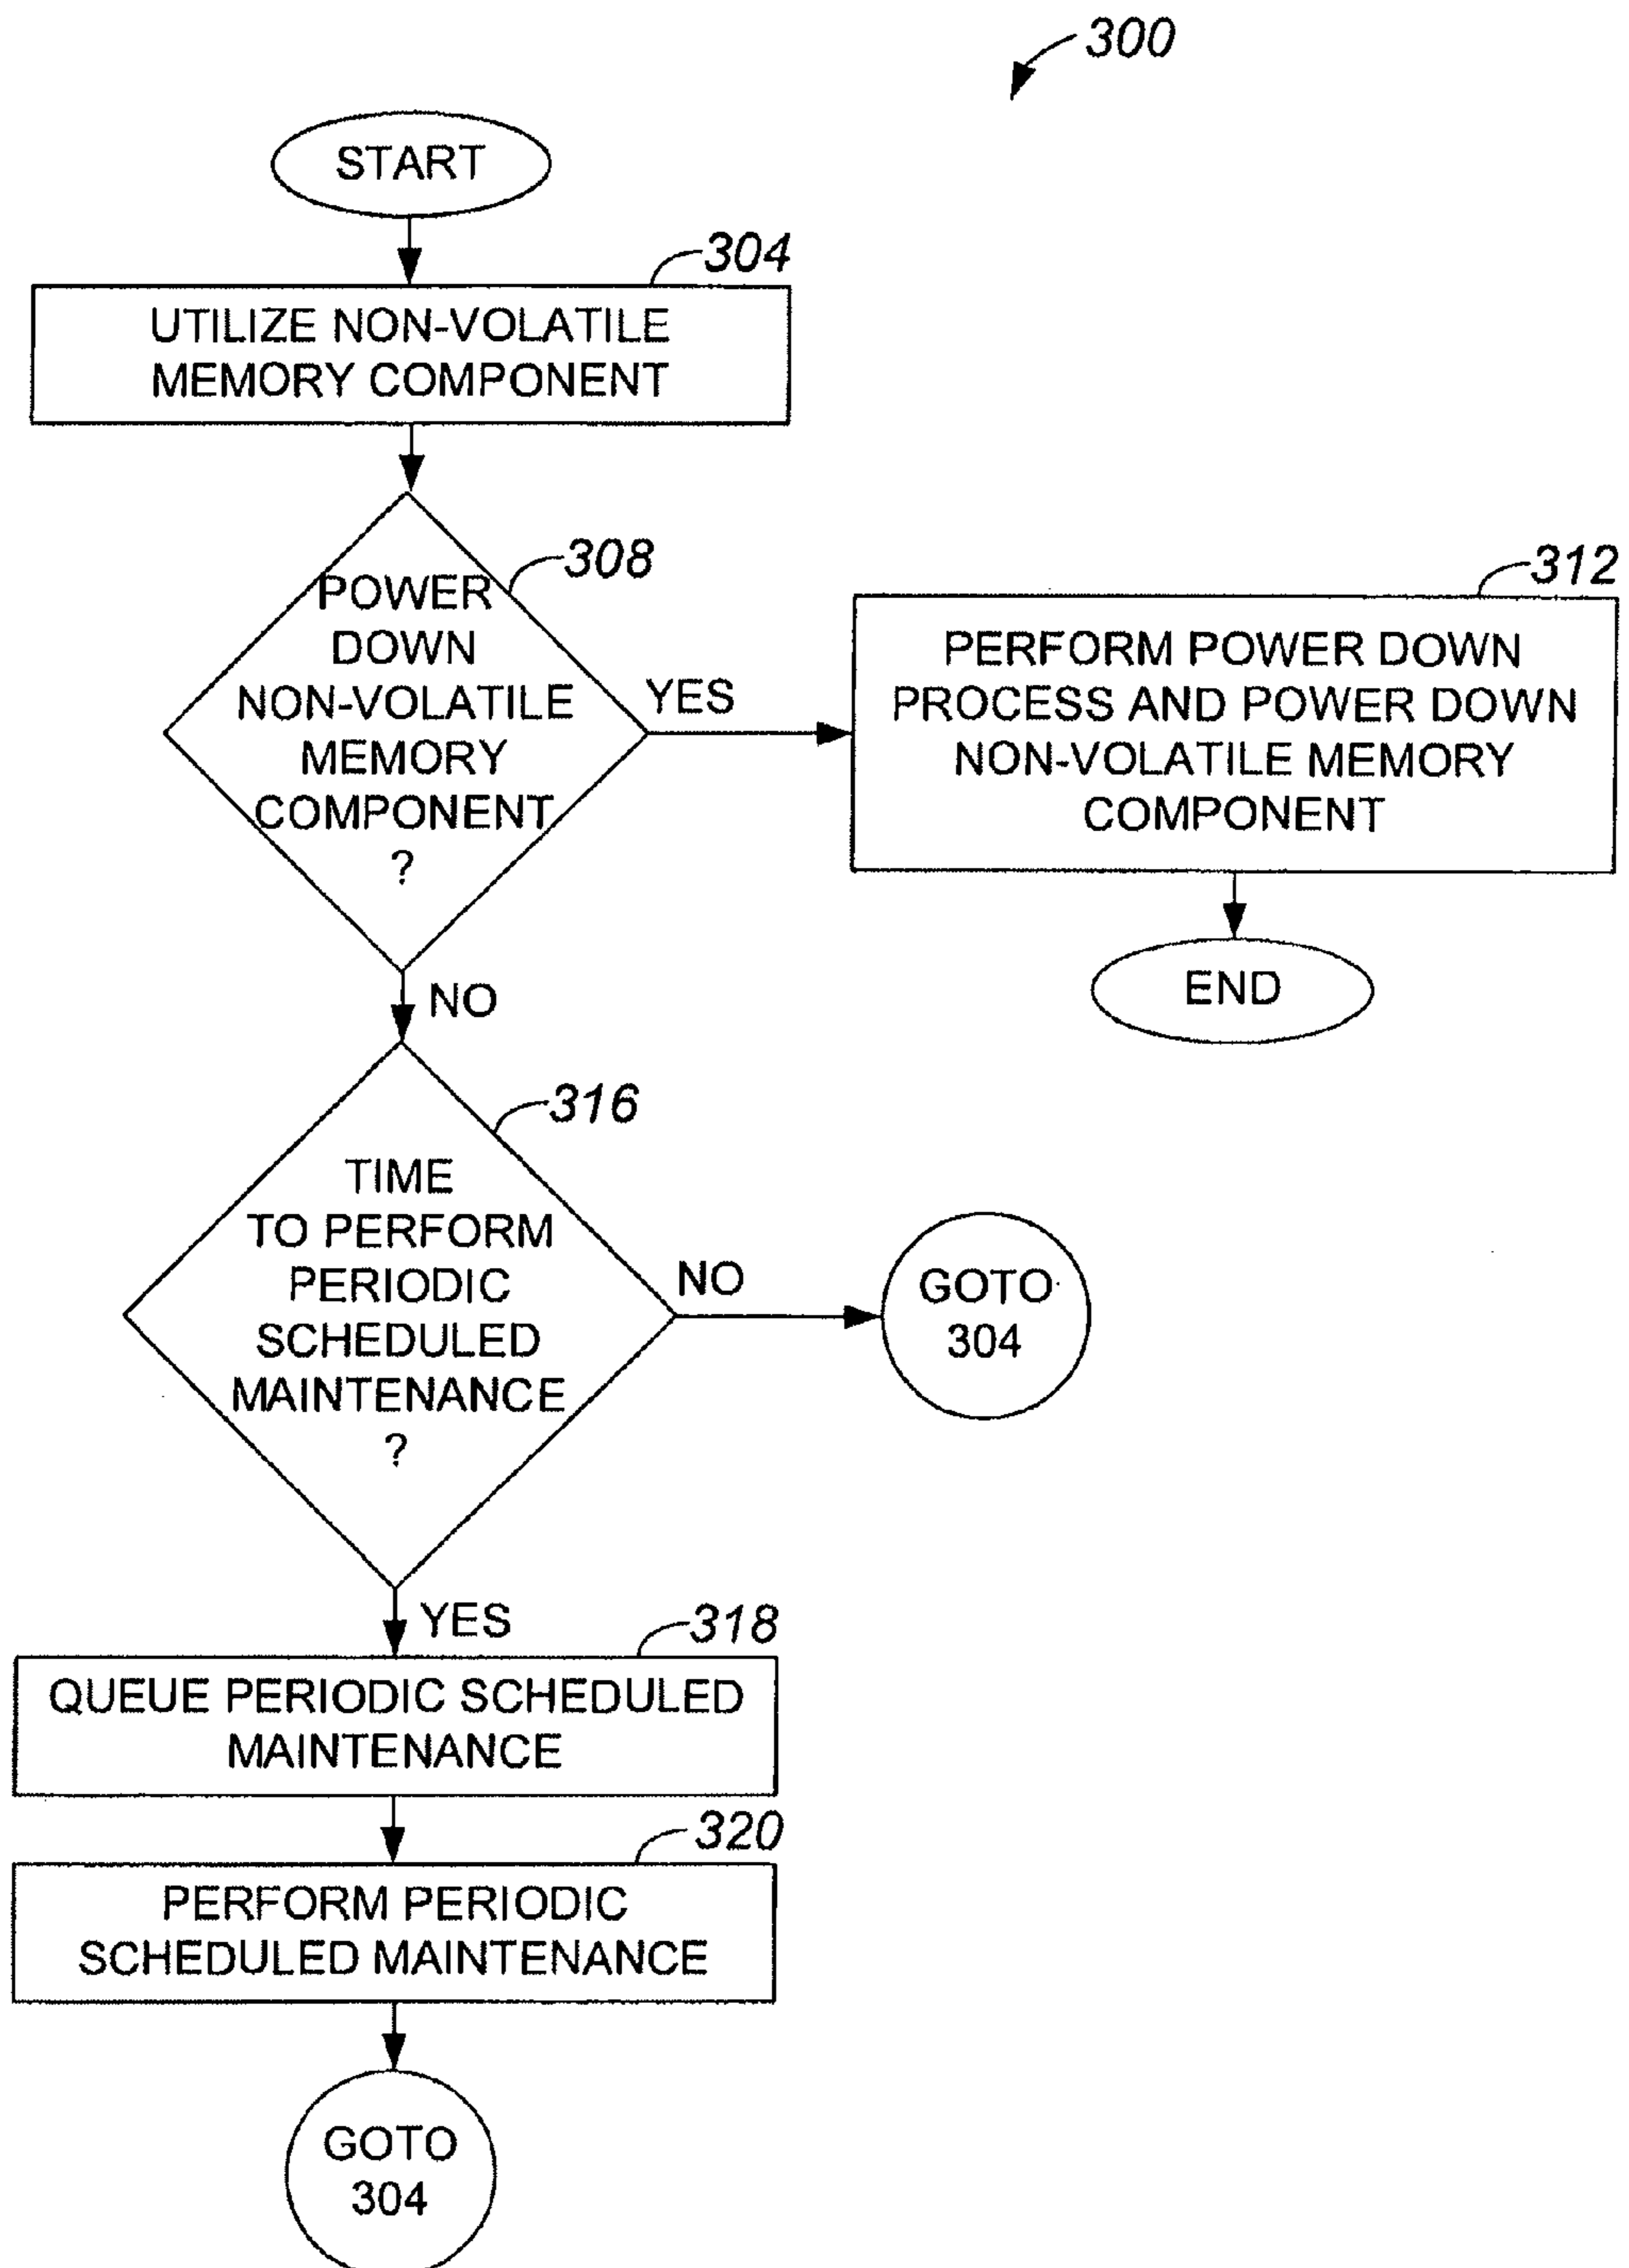 300
START
304
UTILIZE NON-VOLATILE
MEMORY COMPONENT
308
POWER
DOWN
NON-VOLATILE
MEMORY
COMPONENT
?
YES
312
PERFORM POWER DOWN
PROCESS AND POWER DOWN
NON-VOLATILE MEMORY
COMPONENT
END
NO
316
TIME
TO PERFORM
PERIODIC
SCHEDULED
MAINTENANCE
?
NO
GOTO
304
YES
318
QUEUE PERIODIC SCHEDULED
MAINTENANCE
320
PERFORM PERIODIC
SCHEDULED MAINTENANCE
GOTO
304